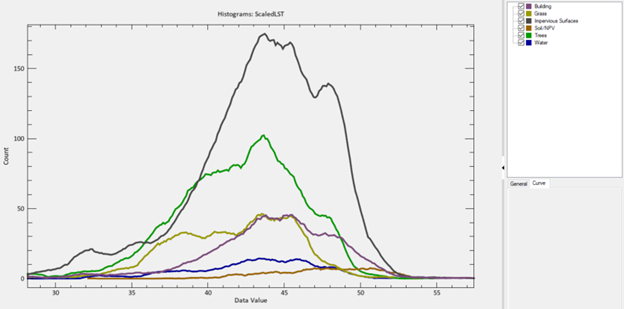 Histograms: ScaledLST
150
100
50
0
Count
30
35
40
45
50
55
Data Value
Building
Grass
Impervious Surfaces
Soil-NPV
Trees
Water
General
Curve